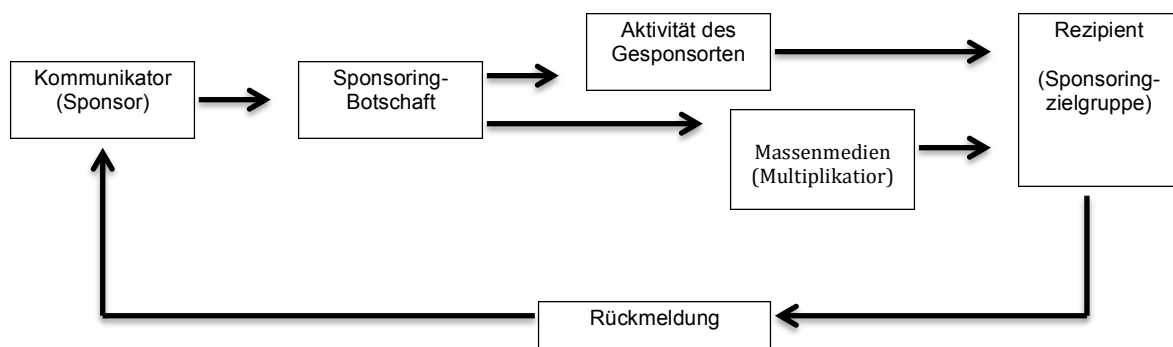 Kommunikator
(Sponsor)
Sponsoring-
Botschaft
Aktivität des
Gesponsorten
Massenmedien
(Multiplikatior)
Rezipient
(Sponsoring-
zielgruppe)
Rückmeldung